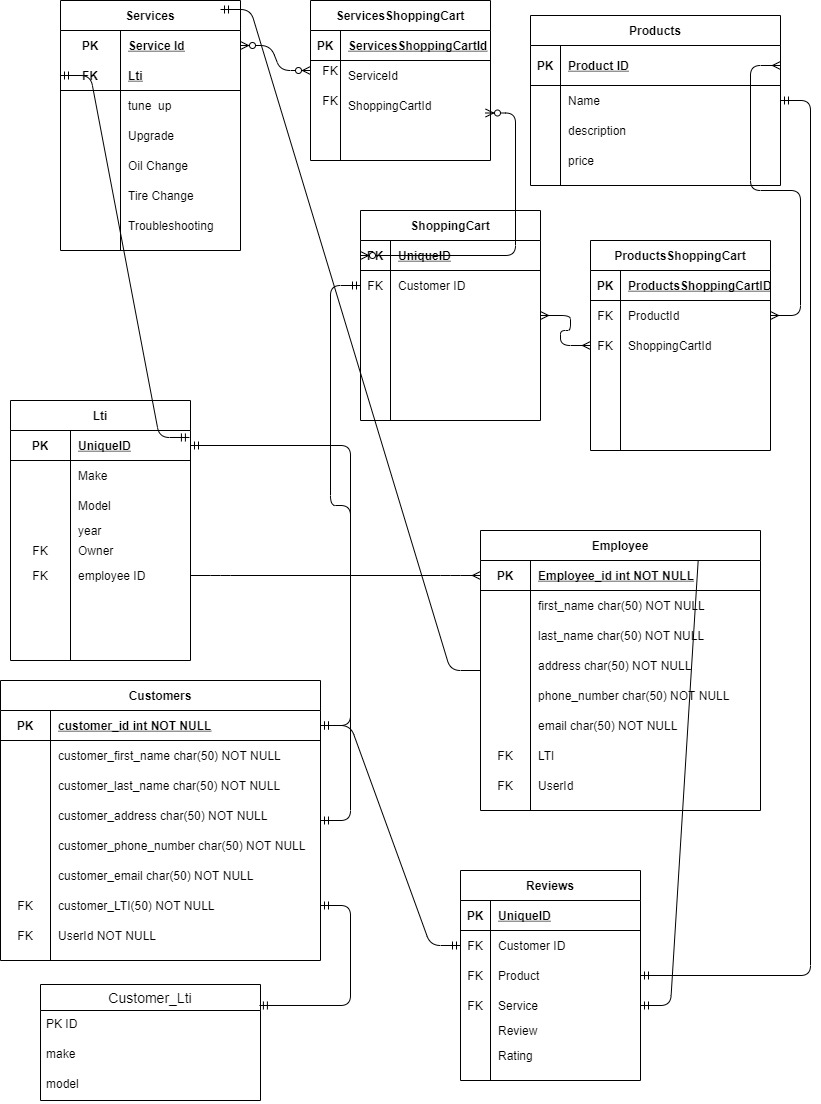 Services
PK Service Id
FK Lti
tune up
Upgrade
Oil Change
Tire Change
Troubleshooting
ServicesShoppingCart
PK ServicesShoppingCartId
FK ServiceId
FK ShoppingCartId
Products
PK Product ID
Name
description
price
ShoppingCart
PK UniqueID
FK Customer ID
ProductsShoppingCart
PK ProductsShoppingCartID
FK ProductId
FK ShoppingCartId
Lti
PK UniqueID
Make
Model
year
FK Owner
FK employee ID
Employee
PK Employee_id int NOT NULL
first_name char(50) NOT NULL
last_name char(50) NOT NULL
address char(50) NOT NULL
phone_number char(50) NOT NULL
email char(50) NOT NULL
FK LTI
FK UserId
Customers
PK customer_id int NOT NULL
customer_first_name char(50) NOT NULL
customer_last_name char(50) NOT NULL
customer_address char(50) NOT NULL
customer_phone_number char(50) NOT NULL
customer_email char(50) NOT NULL
FK customer_LTI(50) NOT NULL
FK UserId NOT NULL
Reviews
PK UniqueID
FK Customer ID
FK Product
FK Service
Review
Rating
Customer_Lti
PK ID
make
model